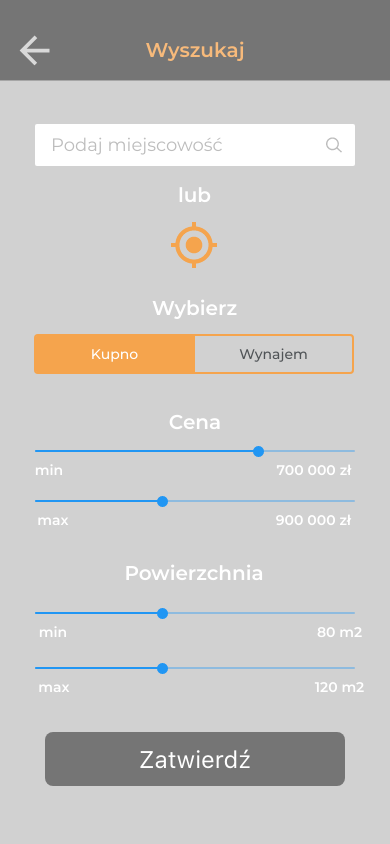 Wyszukaj
Podaj miejscowość
lub
Wybierz
Kupno Wynajem
Cena
min 700 000 zł
max 900 000 zł
Powierzchnia
min 80 m2
max 120 m2
Zatwierdź